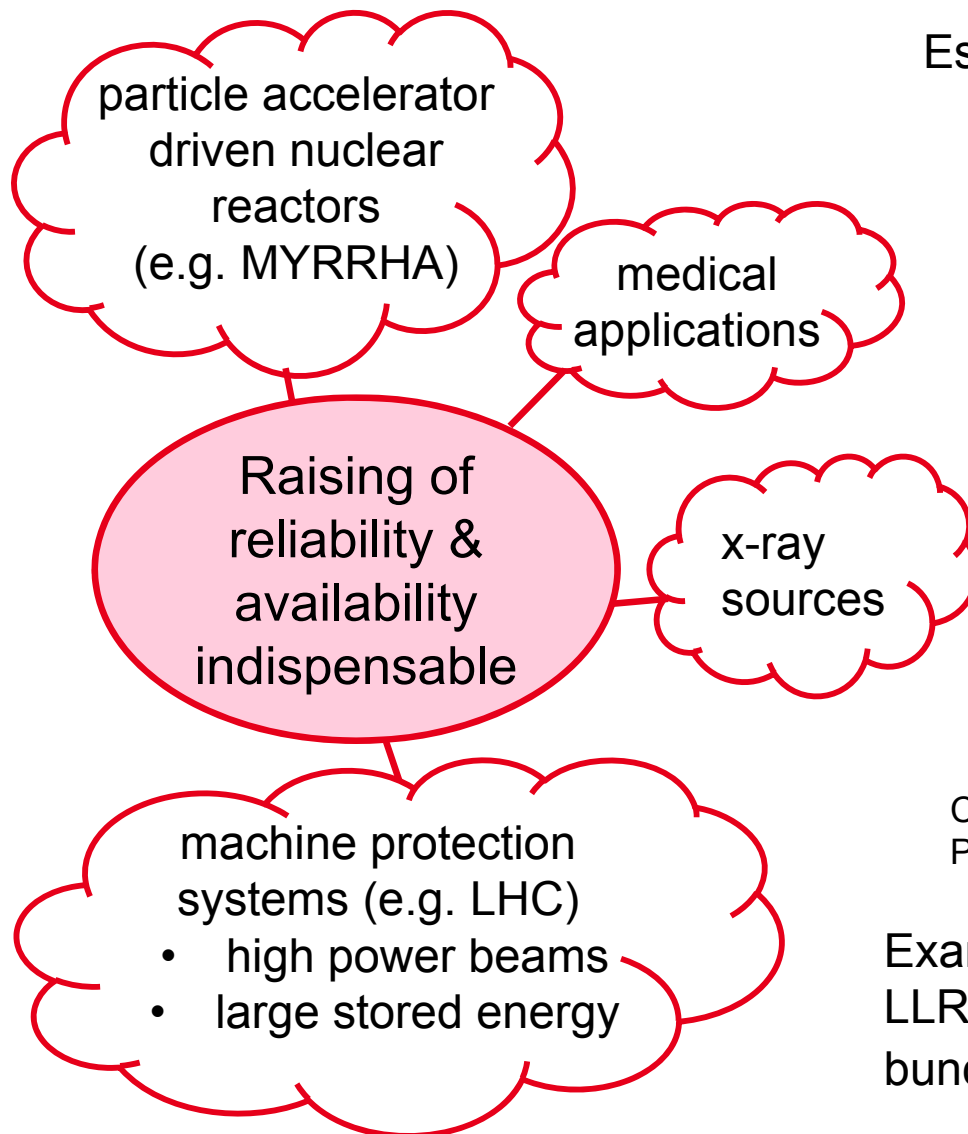 particle accelerator
driven nuclear
reactors
(e.g. MYRRHA)
medical
applications
Raising of
reliability &
availability
indispensable
x-ray
sources
machine protection
systems (e.g. LHC)
• high power beams
• large stored energy